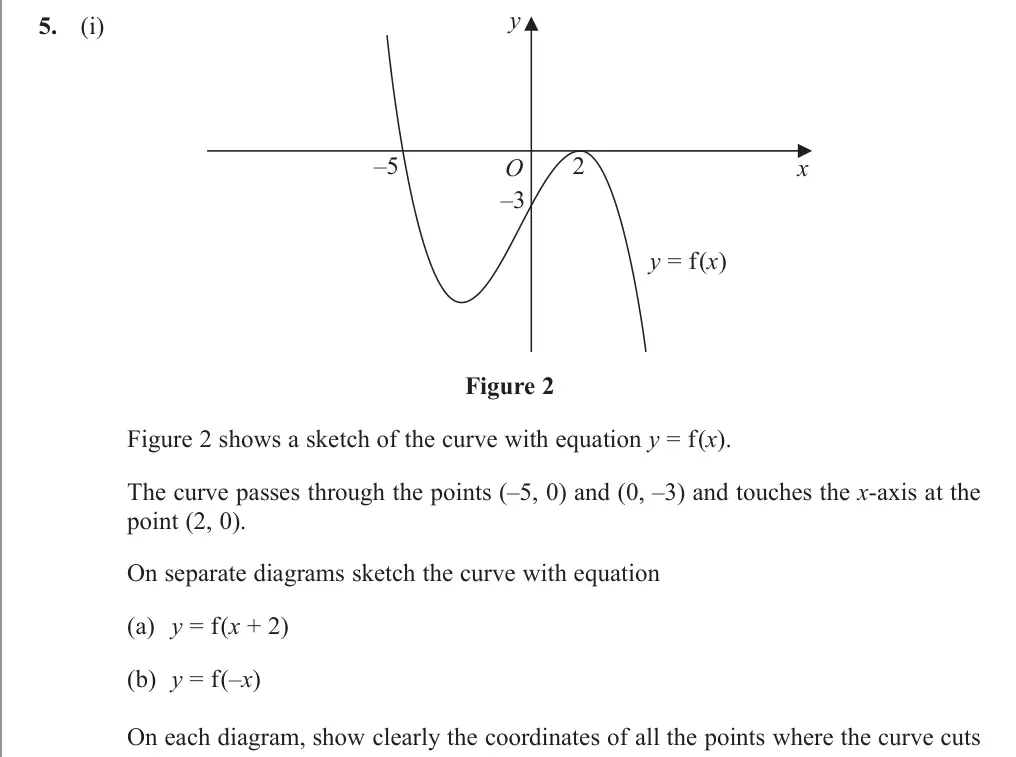 5. (i)
y
–5
O
2
x
–3
y = f(x)
Figure 2
Figure 2 shows a sketch of the curve with equation y = f(x).
The curve passes through the points (–5, 0) and (0, –3) and touches the x-axis at the
point (2, 0).
On separate diagrams sketch the curve with equation
(a) y = f(x + 2)
(b) y = f(–x)
On each diagram, show clearly the coordinates of all the points where the curve cuts